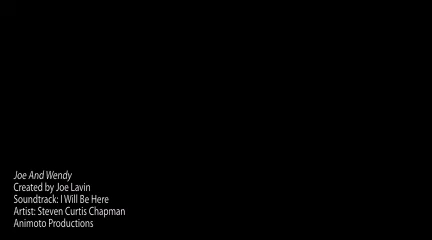 Joe And Wendy
Created by Joe Lavin
Soundtrack: I Will Be Here
Artist: Steven Curtis Chapman
Animoto Productions